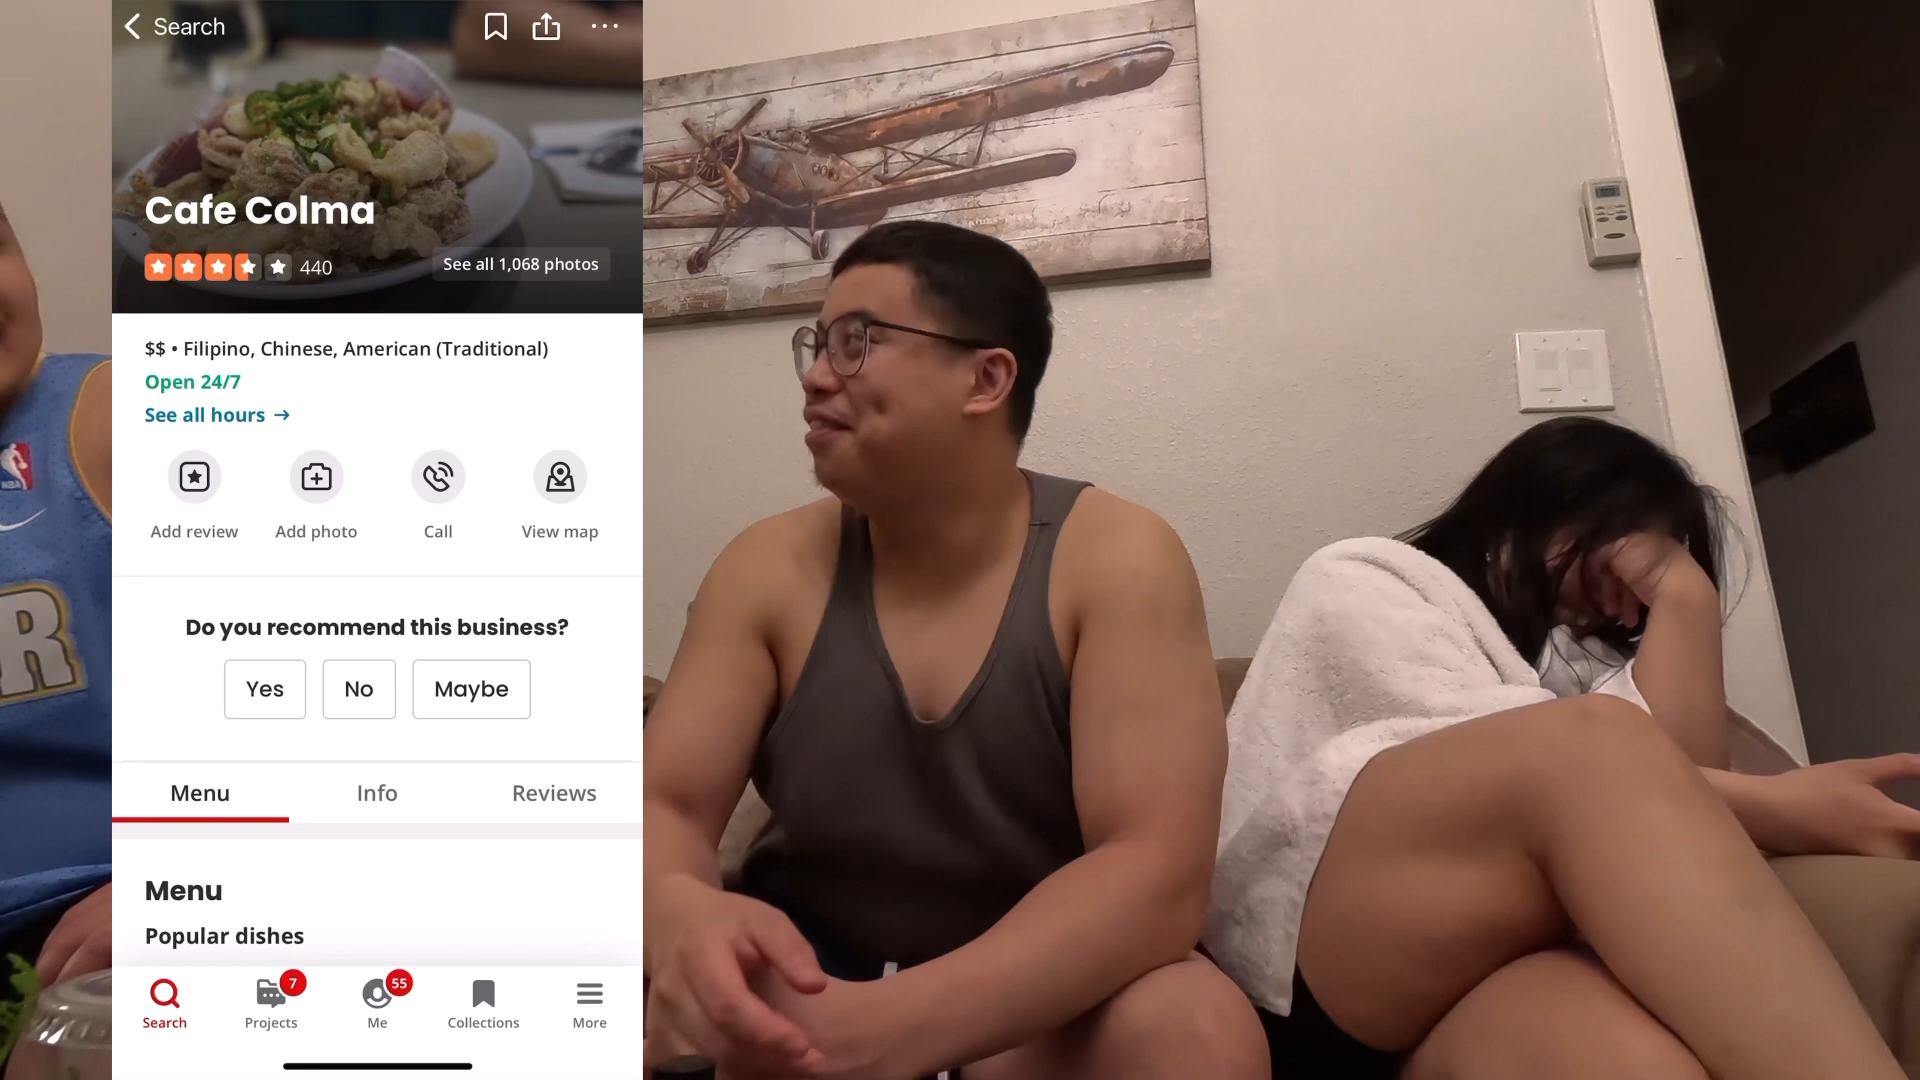 Search
Cafe Colma
440
See all 1,068 photos
$$ • Filipino, Chinese, American (Traditional)
Open 24/7
See all hours →
Add review
Add photo
Call
View map
Do you recommend this business?
Yes
No
Maybe
Menu
Info
Reviews
Menu
Popular dishes
7
55
Search
Projects
Me
Collections
More
NBA
R